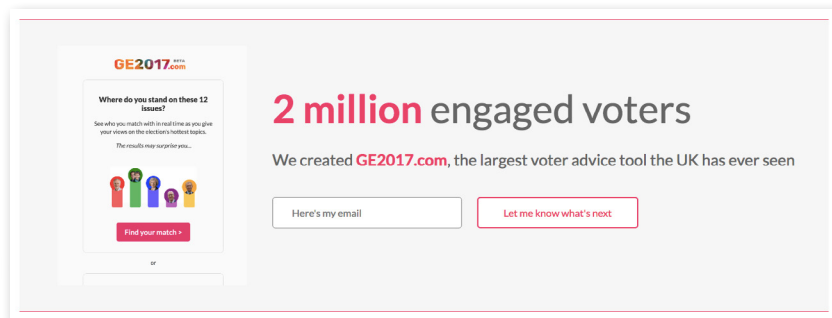 GE2017.com BETA
Where do you stand on these 12
issues?
See who you match with in real time as you give
your views on the election's hottest topics.
The results may surprise you...
Find your match >
or
2 million engaged voters
We created GE2017.com, the largest voter advice tool the UK has ever seen
Here's my email
Let me know what's next